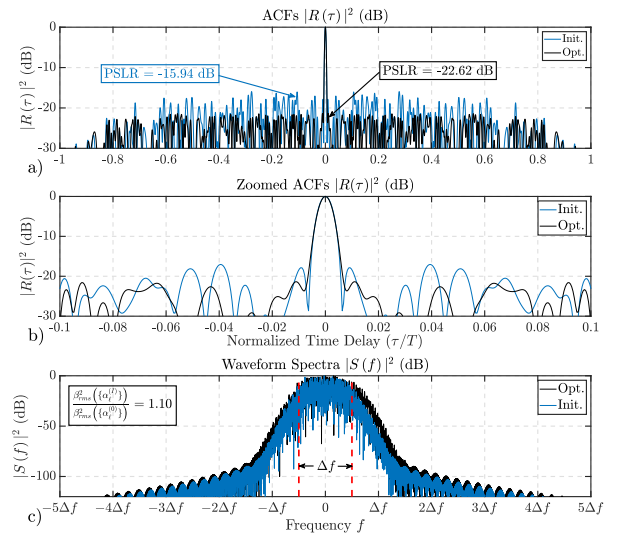 ACFs |R(τ)|² (dB)
|R(τ)|² (dB)
0
-10
-20
-30
PSLR = -15.94 dB
PSLR = -22.62 dB
Init.
Opt.
-1 -0.8 -0.6 -0.4 -0.2 0 0.2 0.4 0.6 0.8 1
a)
Zoomed ACFs |R(τ)|² (dB)
|R(τ)|² (dB)
0
-10
-20
-30
Init.
Opt.
-0.1 -0.08 -0.06 -0.04 -0.02 0 0.02 0.04 0.06 0.08 0.1
b)
Normalized Time Delay (τ/T)
Waveform Spectra |S(f)|² (dB)
|S(f)|² (dB)
0
-50
-100
β²rms({αℓ^(I)}) / β²rms({αℓ^(0)}) = 1.10
Opt.
Init.
Δf
-5Δf -4Δf -3Δf -2Δf -Δf 0 Δf 2Δf 3Δf 4Δf 5Δf
c)
Frequency f